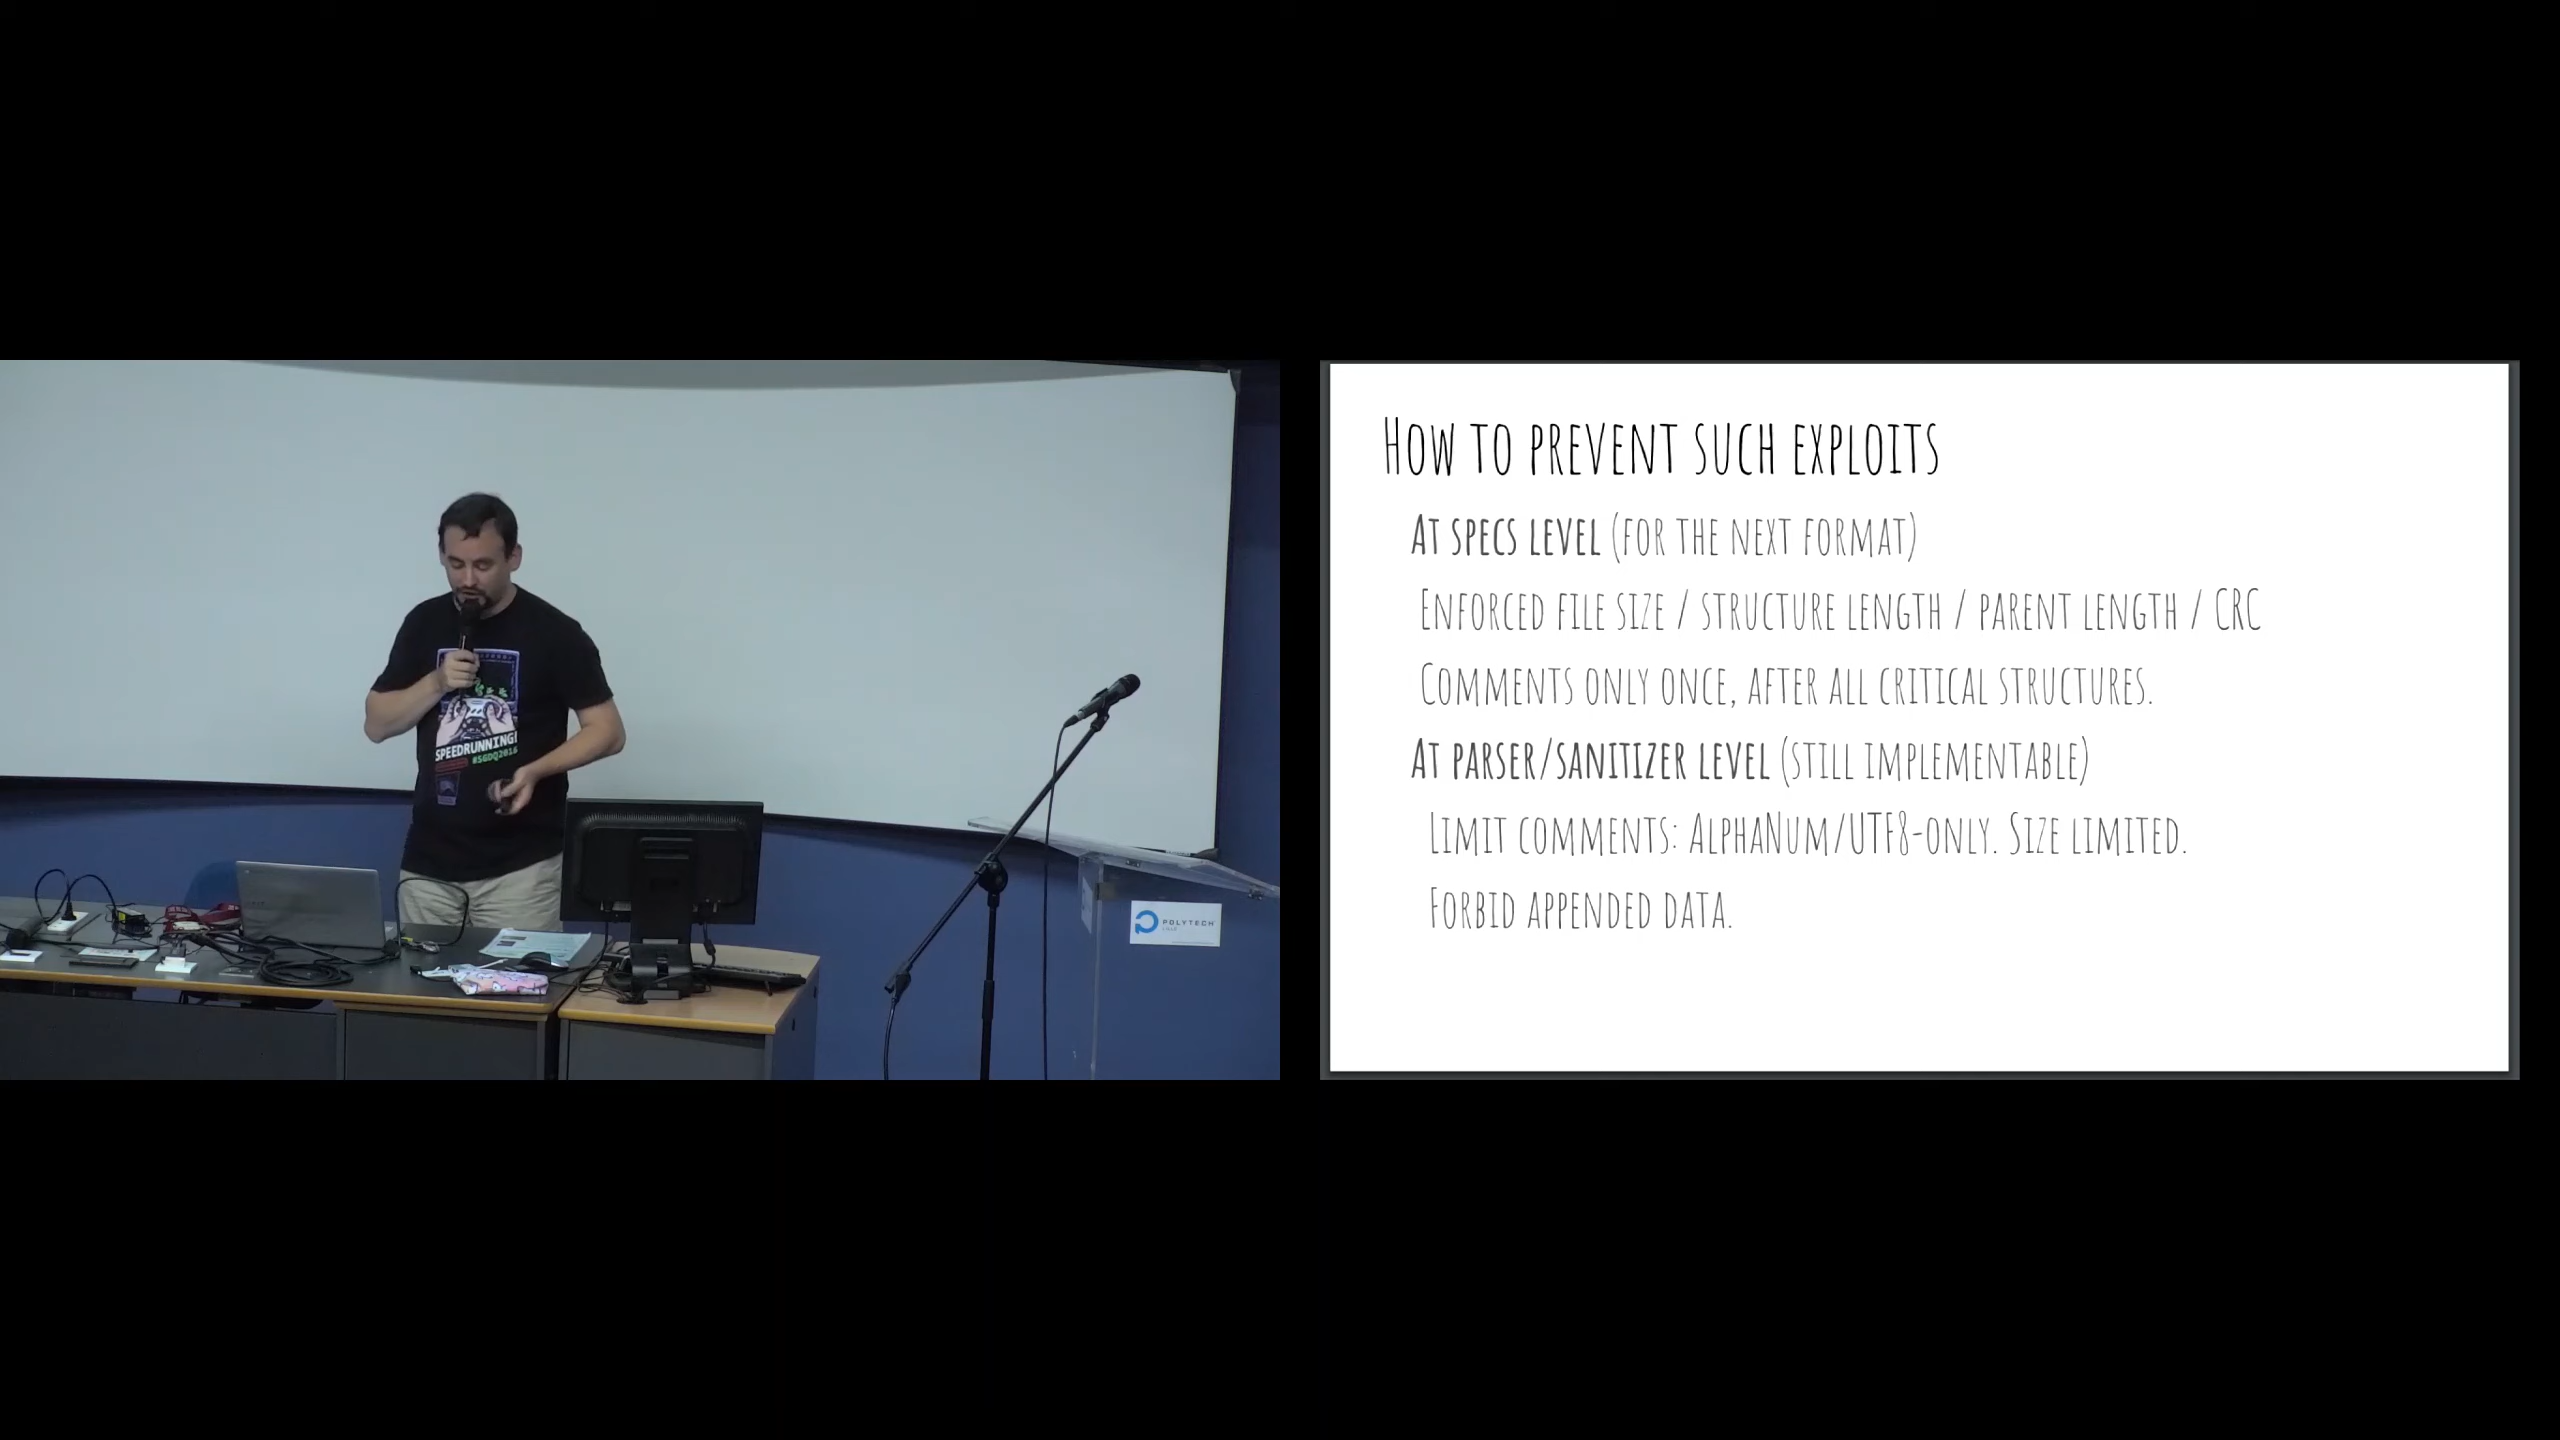 SPEEDRUNNING!
#SGDQ2016
POLYTECH
LILLE
How to prevent such exploits
At specs level (for the next format)
Enforced file size / structure length / parent length / CRC
Comments only once, after all critical structures.
At parser/sanitizer level (still implementable)
Limit comments: AlphaNum/UTF8-only. Size limited.
Forbid appended data.